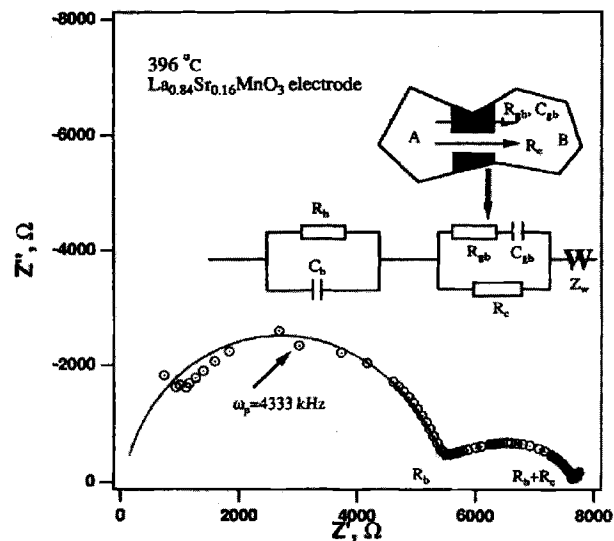 -8000
396 °C
La0.84Sr0.16MnO3 electrode
Rgb, Cgb
-6000
A
B
Rc
Rb
-4000
Cb
Rgb
Cgb
W
Zw
Rc
Z'', Ω
-2000
ωp=4333 kHz
0
Rb
Rb+Rc
0
2000
4000
6000
8000
Z', Ω